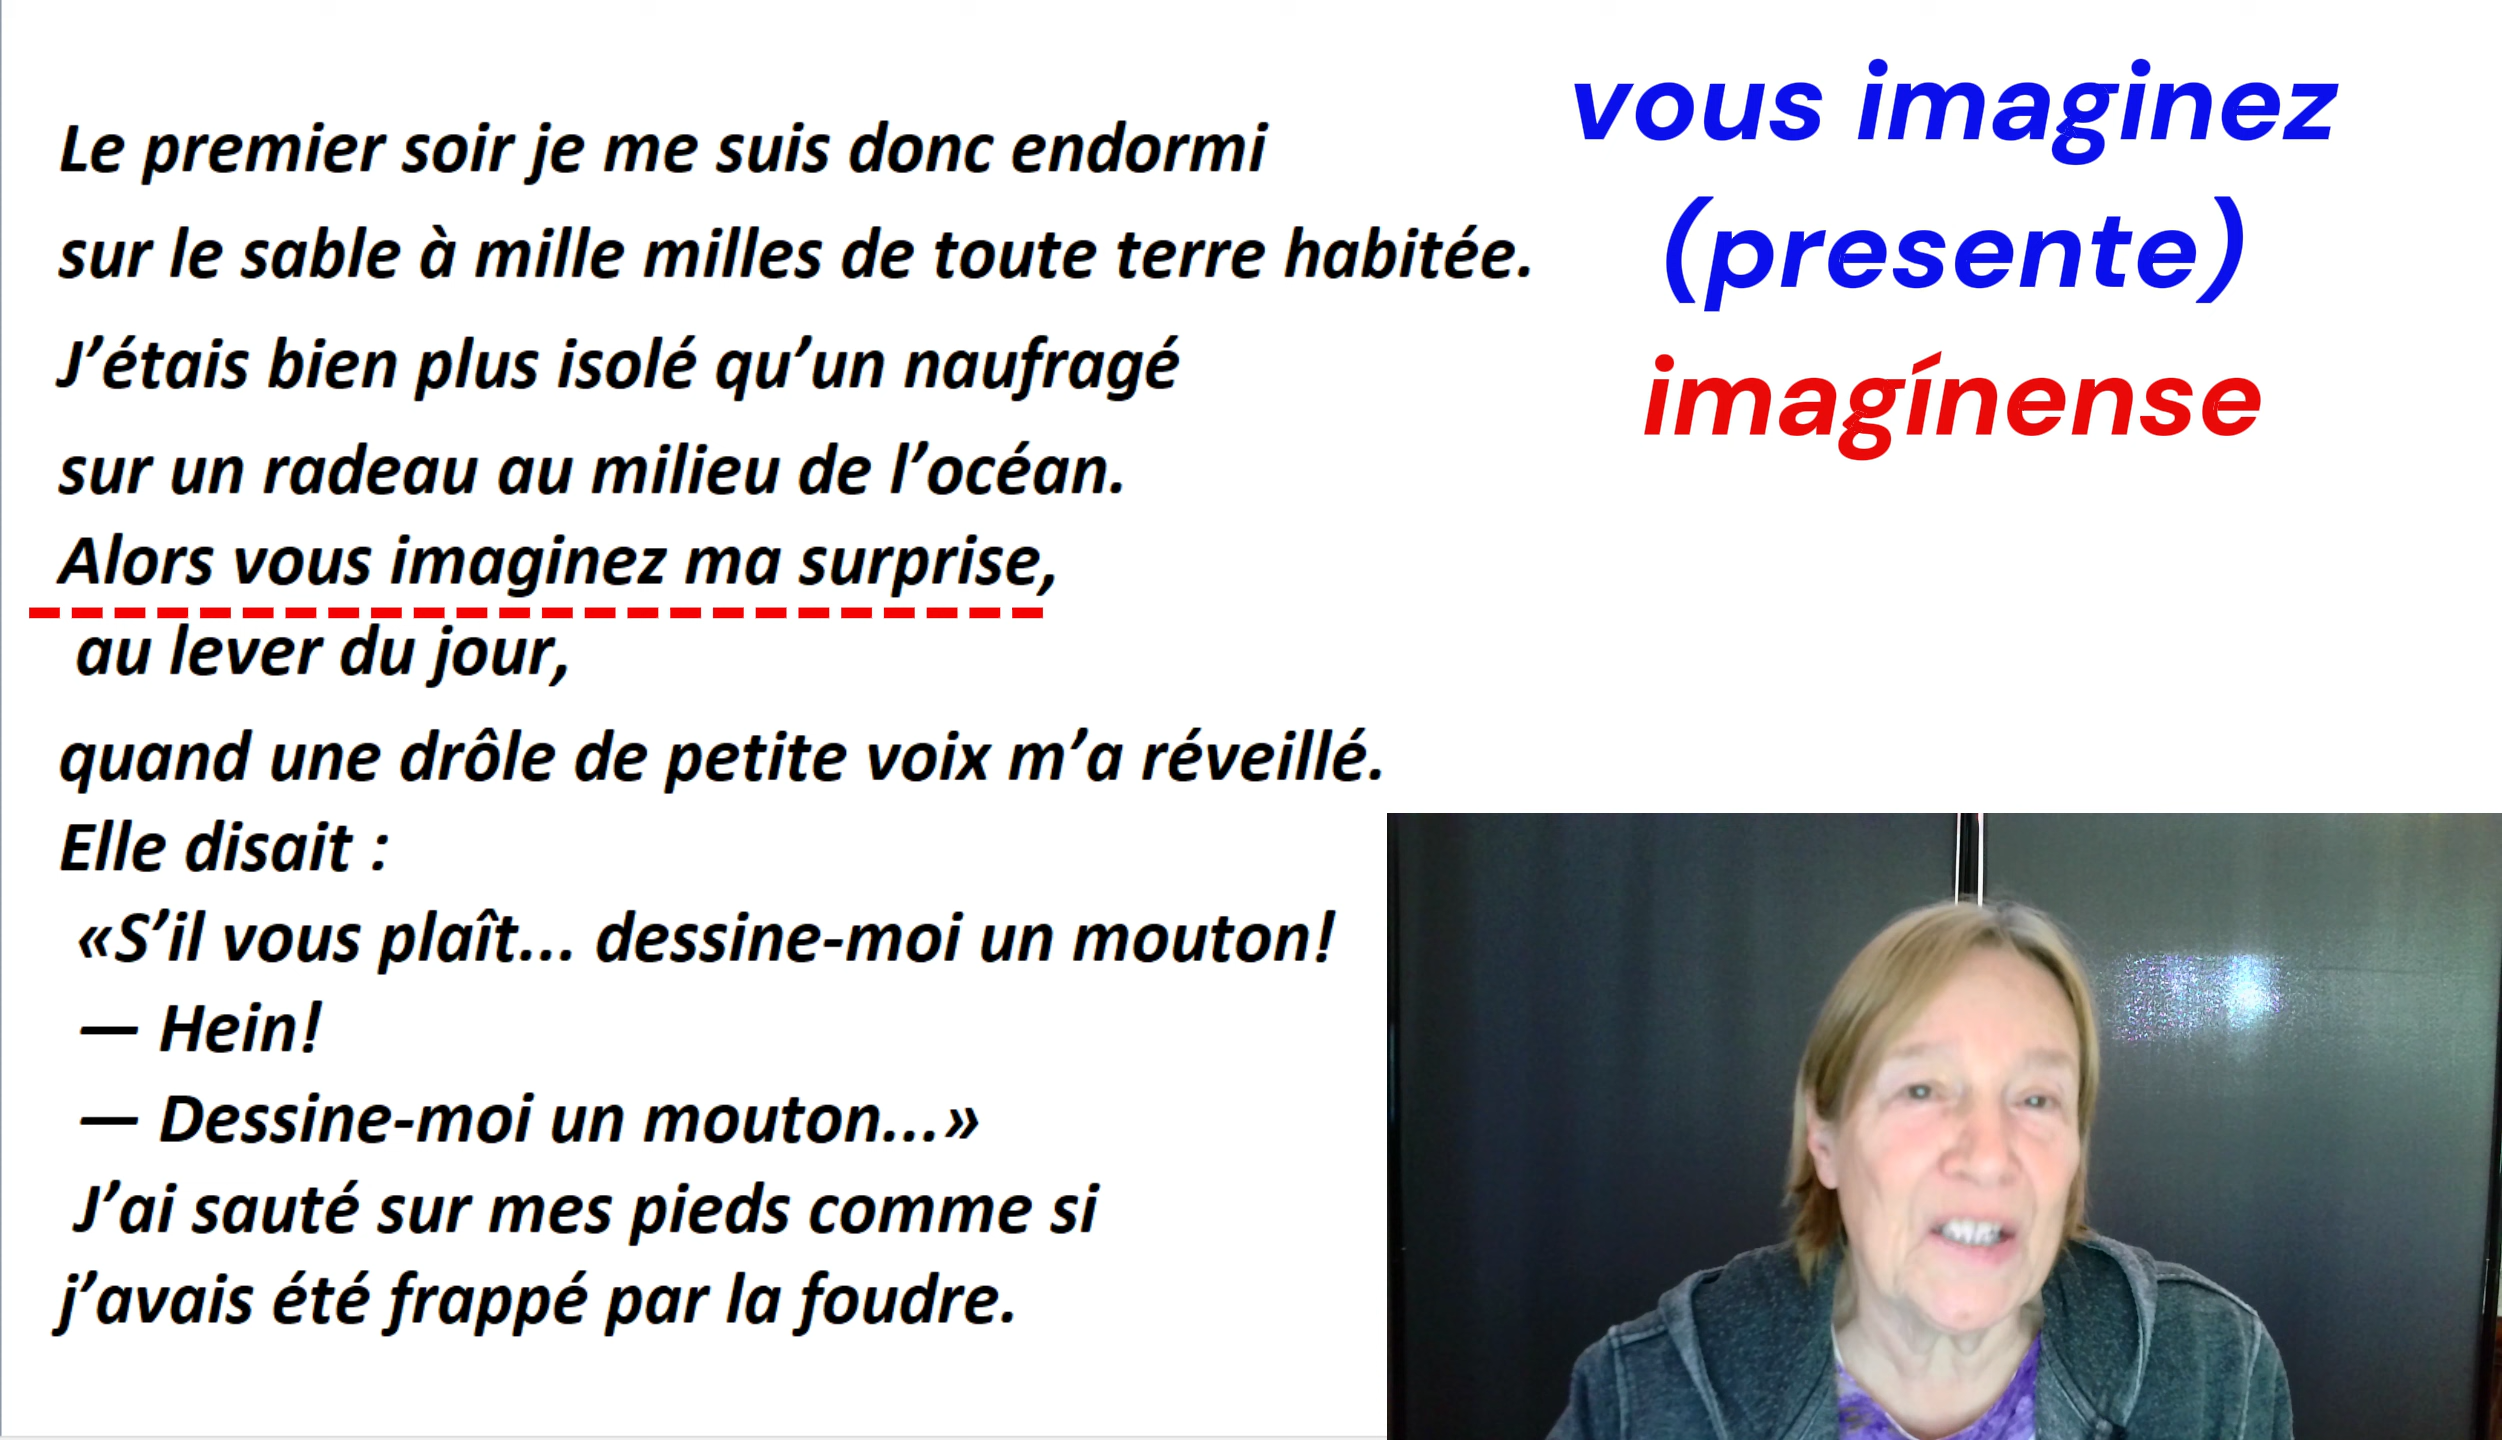 Le premier soir je me suis donc endormi
sur le sable à mille milles de toute terre habitée.
J’étais bien plus isolé qu’un naufragé
sur un radeau au milieu de l’océan.
Alors vous imaginez ma surprise,
au lever du jour,
quand une drôle de petite voix m’a réveillé.
Elle disait :
«S’il vous plaît... dessine-moi un mouton!
— Hein!
— Dessine-moi un mouton...»
J’ai sauté sur mes pieds comme si
j’avais été frappé par la foudre.
vous imaginez
(presente)
imagínense